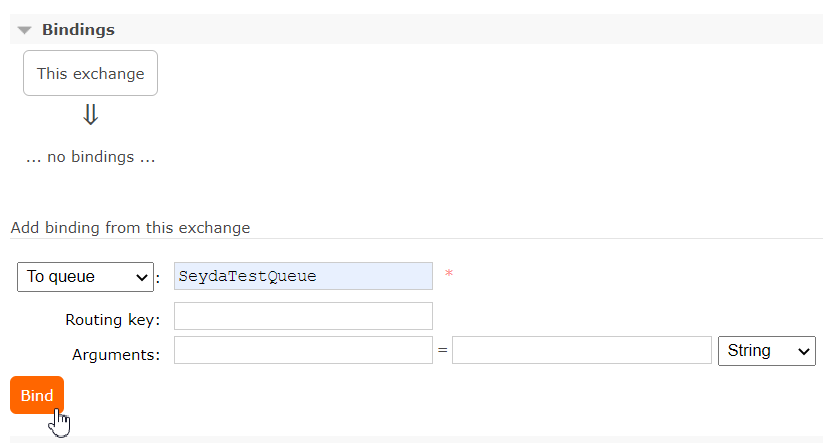 Bindings
This exchange
⇓
... no bindings ...
Add binding from this exchange
To queue : SeydaTestQueue *
Routing key:
Arguments: = String
Bind